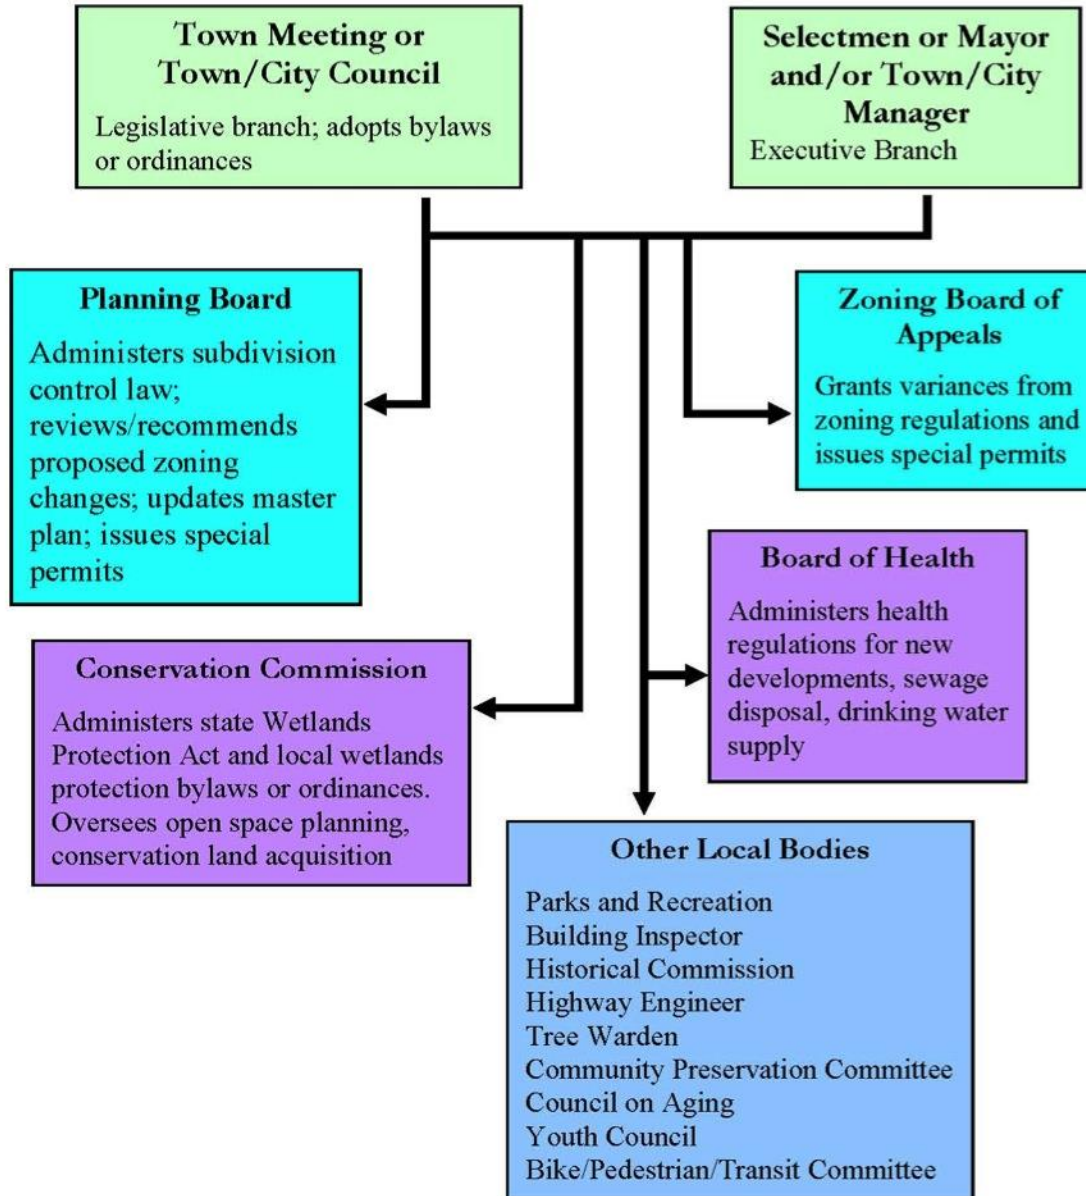 Town Meeting or
Town/City Council
Legislative branch; adopts bylaws
or ordinances
Selectmen or Mayor
and/or Town/City
Manager
Executive Branch
Planning Board
Administers subdivision
control law;
reviews/recommends
proposed zoning
changes; updates master
plan; issues special
permits
Zoning Board of
Appeals
Grants variances from
zoning regulations and
issues special permits
Board of Health
Administers health
regulations for new
developments, sewage
disposal, drinking water
supply
Conservation Commission
Administers state Wetlands
Protection Act and local wetlands
protection bylaws or ordinances.
Oversees open space planning,
conservation land acquisition
Other Local Bodies
Parks and Recreation
Building Inspector
Historical Commission
Highway Engineer
Tree Warden
Community Preservation Committee
Council on Aging
Youth Council
Bike/Pedestrian/Transit Committee